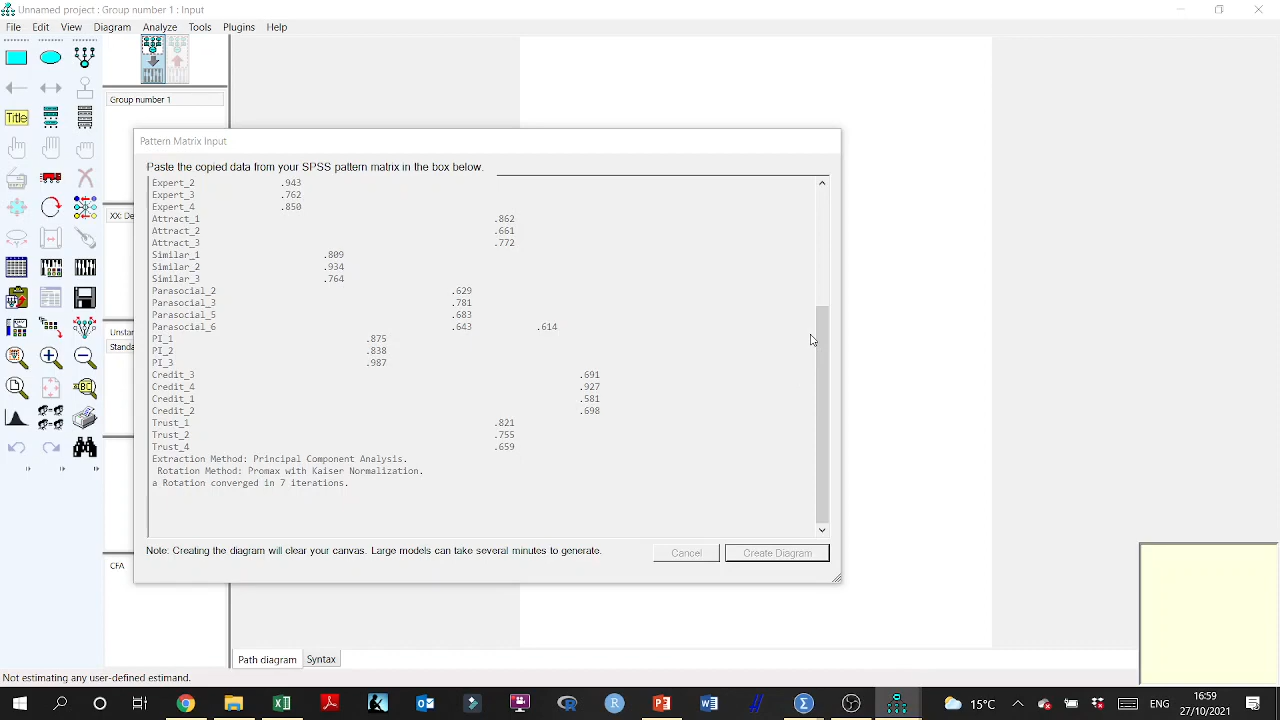 Unnamed project : Group number 1 : Input
File Edit View Diagram Analyze Tools Plugins Help
Title
Group number 1
XX: De
Unstan
Standa
CFA
Pattern Matrix Input
Paste the copied data from your SPSS pattern matrix in the box below.
Expert_2 .943
Expert_3 .762
Expert_4 .850
Attract_1 .862
Attract_2 .661
Attract_3 .772
Similar_1 .809
Similar_2 .934
Similar_3 .764
Parasocial_2 .629
Parasocial_3 .781
Parasocial_5 .683
Parasocial_6 .643 .614
PI_1 .875
PI_2 .838
PI_3 .987
Credit_3 .691
Credit_4 .927
Credit_1 .581
Credit_2 .698
Trust_1 .821
Trust_2 .755
Trust_4 .659
Extraction Method: Principal Component Analysis.
Rotation Method: Promax with Kaiser Normalization.
a Rotation converged in 7 iterations.
Note: Creating the diagram will clear your canvas. Large models can take several minutes to generate.
Cancel Create Diagram
Path diagram Syntax
Not estimating any user-defined estimand.
15°C ENG 16:59
27/10/2021